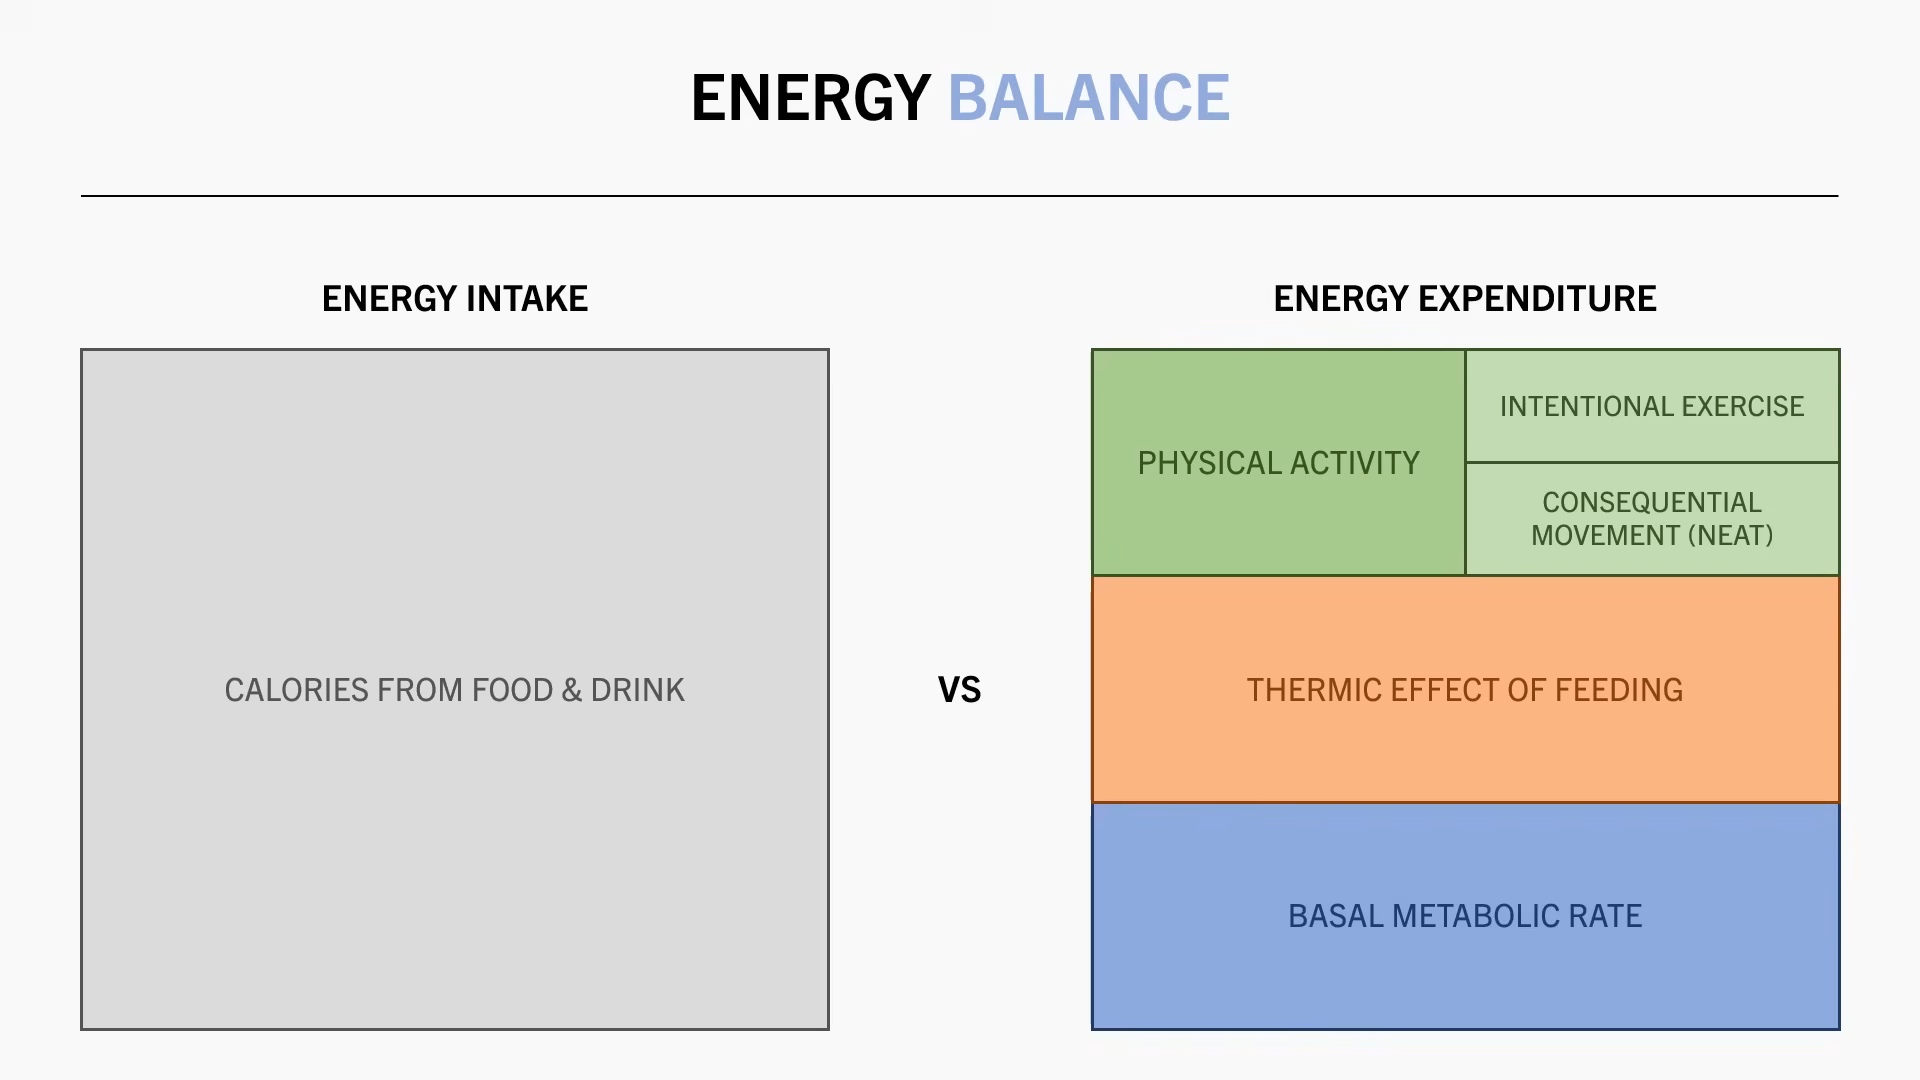 ENERGY BALANCE
ENERGY INTAKE
CALORIES FROM FOOD & DRINK
VS
ENERGY EXPENDITURE
PHYSICAL ACTIVITY
INTENTIONAL EXERCISE
CONSEQUENTIAL
MOVEMENT (NEAT)
THERMIC EFFECT OF FEEDING
BASAL METABOLIC RATE